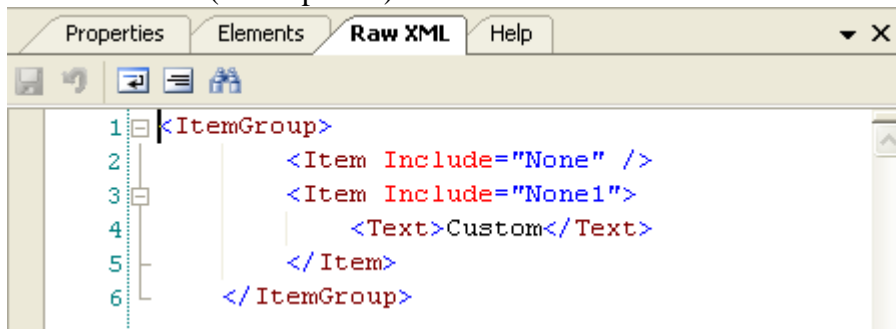 Properties Elements Raw XML Help
1 <ItemGroup>
2 <Item Include="None" />
3 <Item Include="None1">
4 <Text>Custom</Text>
5 </Item>
6 </ItemGroup>